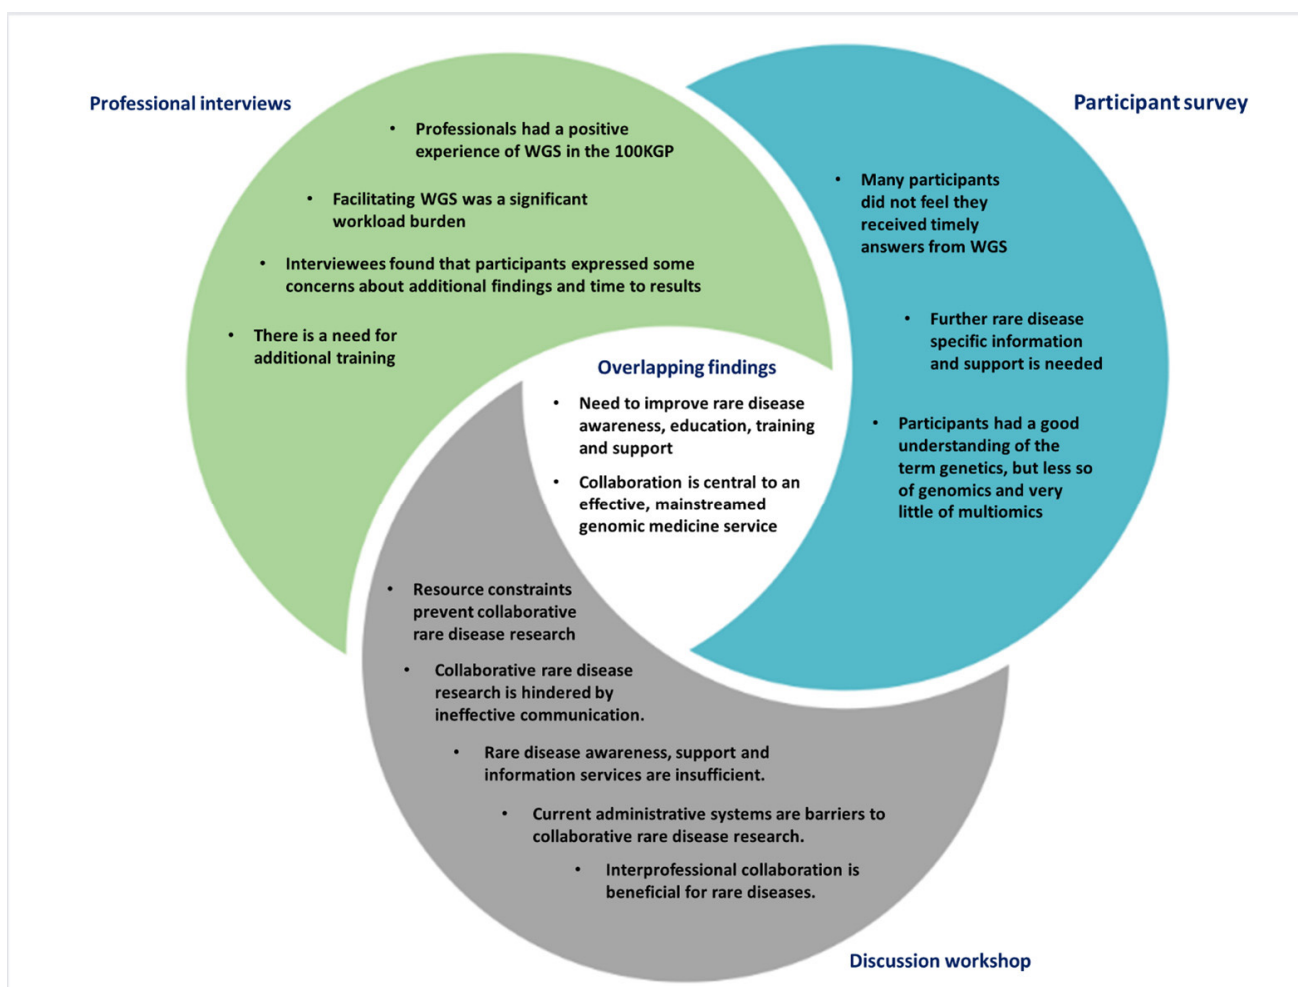 Professional interviews
• Professionals had a positive
experience of WGS in the 100KGP
• Facilitating WGS was a significant
workload burden
• Interviewees found that participants expressed some
concerns about additional findings and time to results
• There is a need for
additional training
Participant survey
• Many participants
did not feel they
received timely
answers from WGS
• Further rare disease
specific information
and support is needed
• Participants had a good
understanding of the
term genetics, but less so
of genomics and very
little of multiomics
Overlapping findings
• Need to improve rare disease
awareness, education, training
and support
• Collaboration is central to an
effective, mainstreamed
genomic medicine service
• Resource constraints
prevent collaborative
rare disease research
• Collaborative rare disease
research is hindered by
ineffective communication.
• Rare disease awareness, support and
information services are insufficient.
• Current administrative systems are barriers to
collaborative rare disease research.
• Interprofessional collaboration is
beneficial for rare diseases.
Discussion workshop